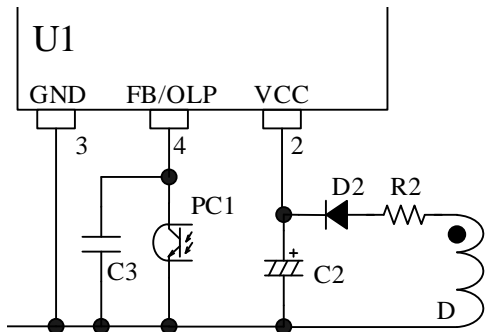 U1
GND FB/OLP VCC
3 4 2
D2 R2
PC1
C3 C2
+
D